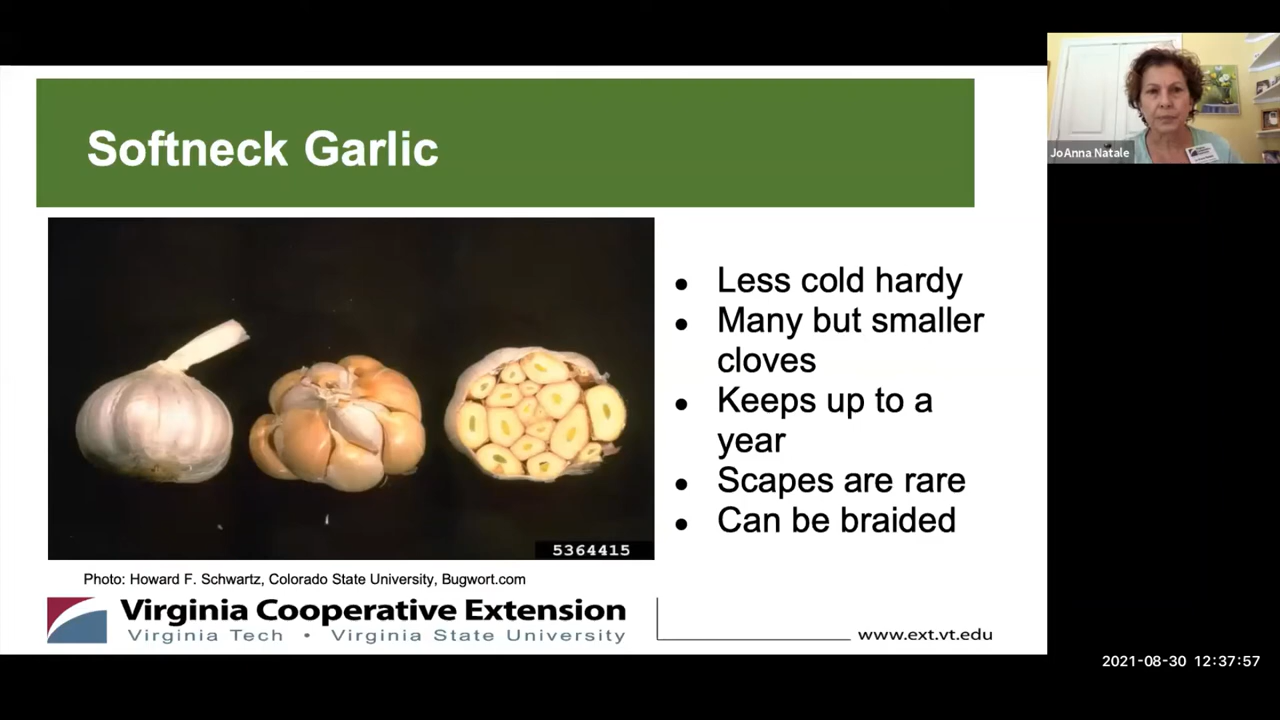 Softneck Garlic
● Less cold hardy
● Many but smaller
cloves
● Keeps up to a
year
● Scapes are rare
● Can be braided
5364415
Photo: Howard F. Schwartz, Colorado State University, Bugwort.com
Virginia Cooperative Extension
Virginia Tech • Virginia State University
www.ext.vt.edu
JoAnna Natale
2021-08-30 12:37:57